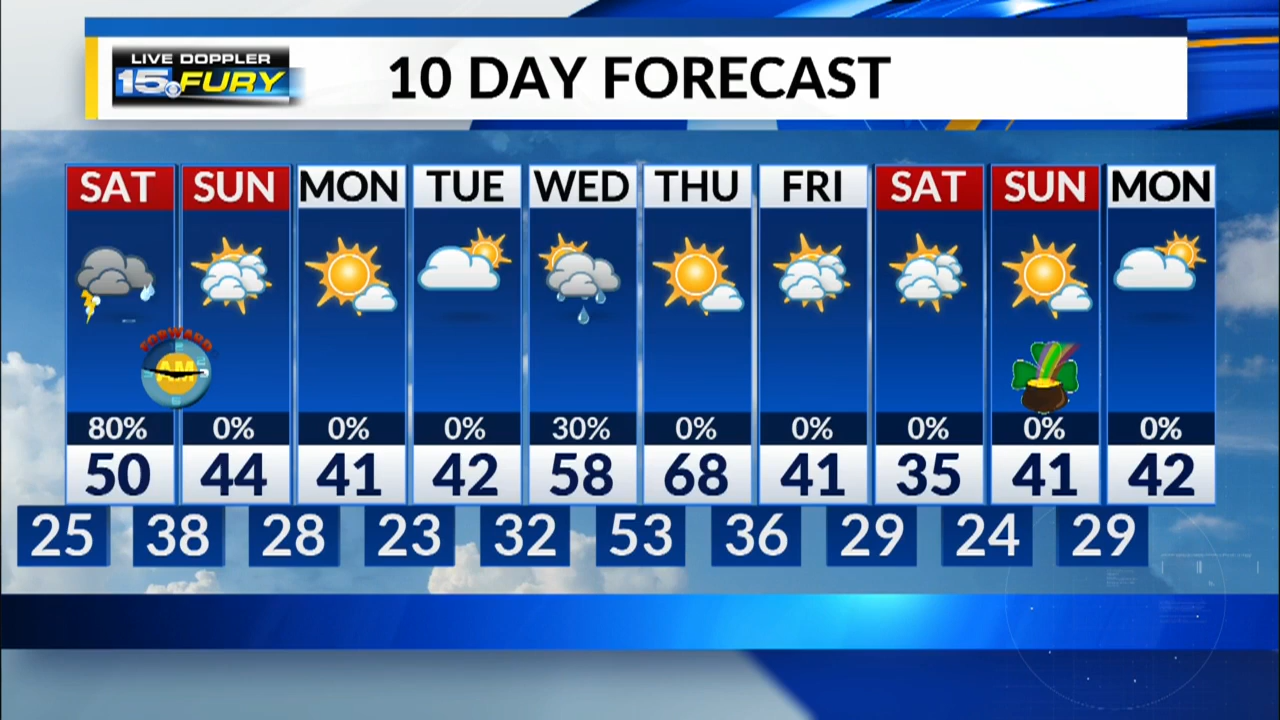 LIVE DOPPLER
15 FURY
10 DAY FORECAST
SAT SUN MON TUE WED THU FRI SAT SUN MON
FORWARD
AM
80% 0% 0% 0% 30% 0% 0% 0% 0% 0%
50 44 41 42 58 68 41 35 41 42
25 38 28 23 32 53 36 29 24 29